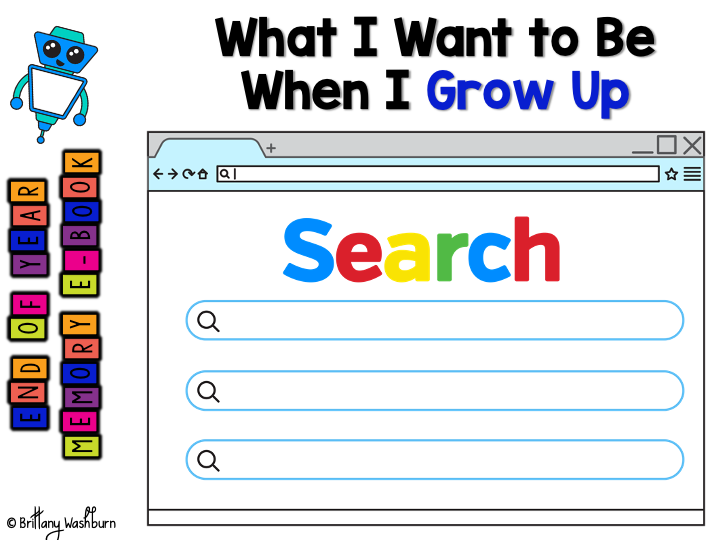 What I Want to Be
When I Grow Up
Search
END OF YEAR
MEMORY E-BOOK
© Brittany Washburn